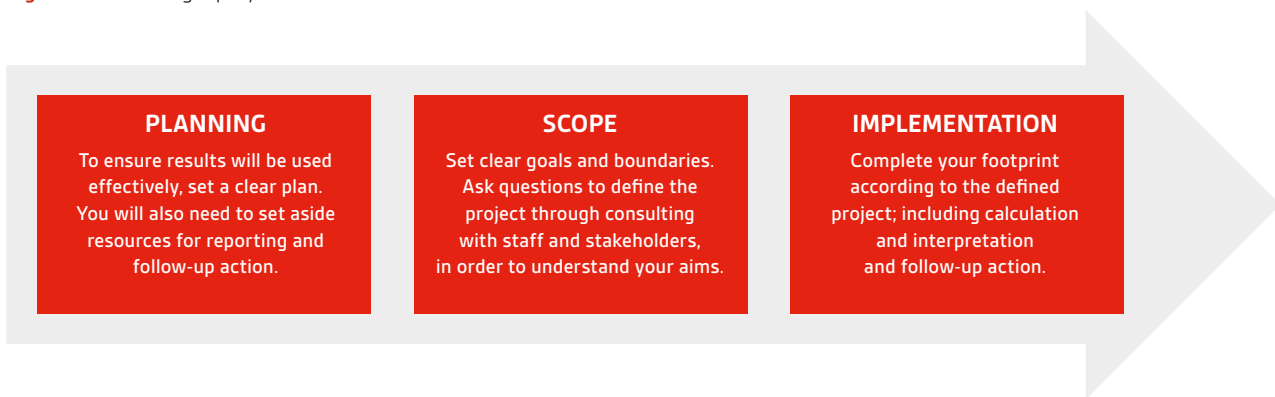 PLANNING
To ensure results will be used
effectively, set a clear plan.
You will also need to set aside
resources for reporting and
follow-up action.
SCOPE
Set clear goals and boundaries.
Ask questions to define the
project through consulting
with staff and stakeholders,
in order to understand your aims.
IMPLEMENTATION
Complete your footprint
according to the defined
project; including calculation
and interpretation
and follow-up action.